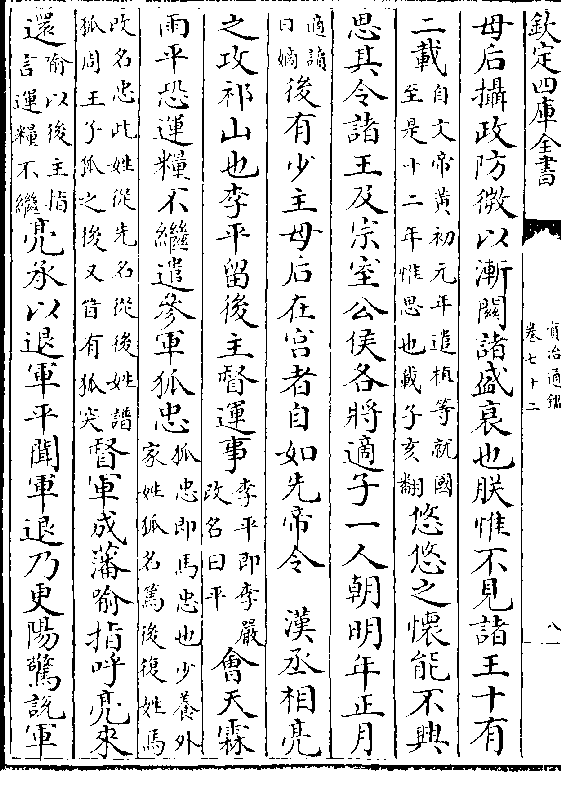 欽定四庫全書
資治通鑑
卷七十二
八
母后攝政防微以漸關諸盛衰也朕惟不見諸王十有
二載自文帝黄初元年遣植等就國至是十二年惟思也載子亥翻悠悠之懷能不興
思其令諸王及宗室公侯各將適子一人朝明年正月
適讀曰嫡後有少主母后在宫者自如先帝令　漢丞相亮
之攻祁山也李平留後主督運事李平即李嚴改名曰平會天霖
雨平恐運糧不繼遣參軍狐忠狐忠即馬忠也少養外家姓狐名篤後復姓馬
改名忠此姓從先名從後姓譜狐周王子狐之後又晉有狐突督軍成藩喻指呼亮來
還喻以後主指言運糧不繼亮承以退軍平聞軍退乃更陽驚説軍